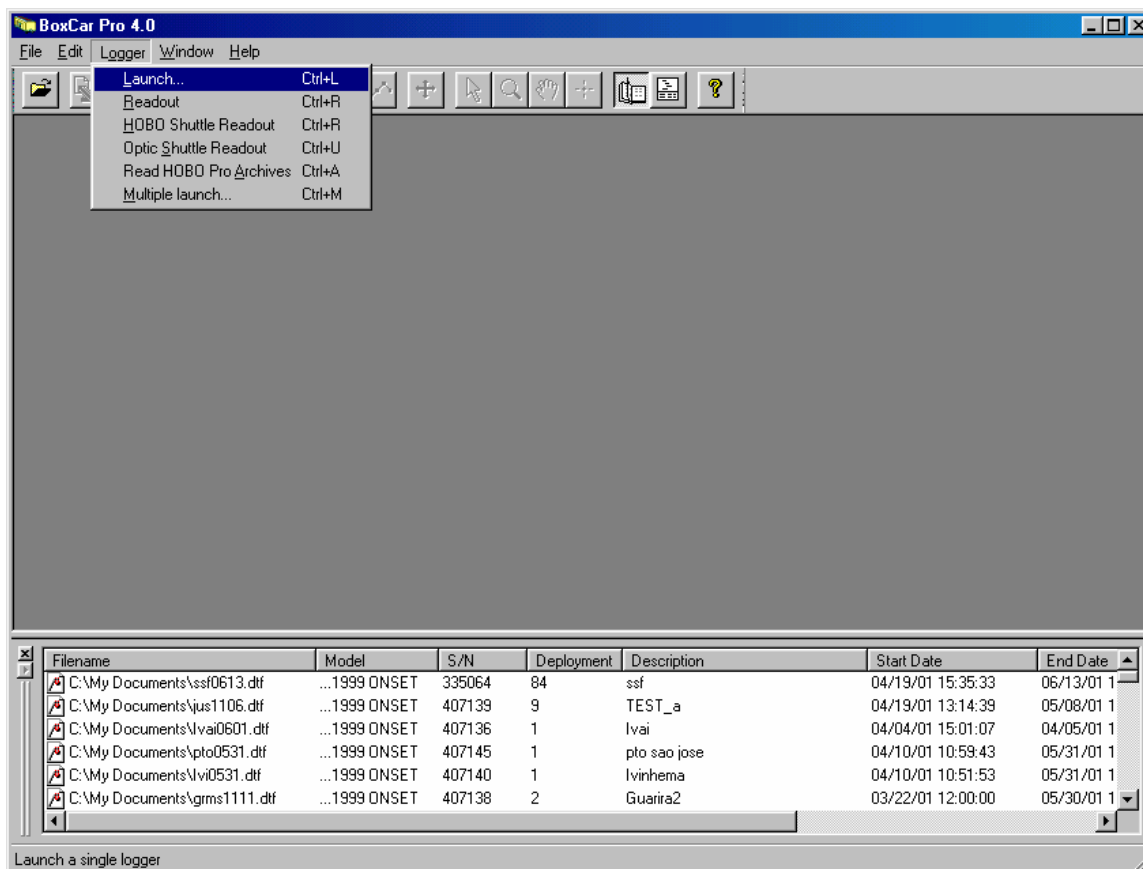 BoxCar Pro 4.0
File Edit Logger Window Help
Launch... Ctrl+L
Readout Ctrl+R
HOBO Shuttle Readout Ctrl+R
Optic Shuttle Readout Ctrl+U
Read HOBO Pro Archives Ctrl+A
Multiple launch... Ctrl+M
Filename Model S/N Deployment Description Start Date End Date
C:\My Documents\ssf0613.dtf ...1999 ONSET 335064 84 ssf 04/19/01 15:35:33 06/13/01 1
C:\My Documents\jus1106.dtf ...1999 ONSET 407139 9 TEST_a 04/19/01 13:14:39 05/08/01 1
C:\My Documents\Ivai0601.dtf ...1999 ONSET 407136 1 Ivai 04/04/01 15:01:07 04/05/01 1
C:\My Documents\pto0531.dtf ...1999 ONSET 407145 1 pto sao jose 04/10/01 10:59:43 05/31/01 1
C:\My Documents\Ivi0531.dtf ...1999 ONSET 407140 1 Ivinhema 04/10/01 10:51:53 05/31/01 1
C:\My Documents\grms1111.dtf ...1999 ONSET 407138 2 Guarira2 03/22/01 12:00:00 05/30/01 1
Launch a single logger